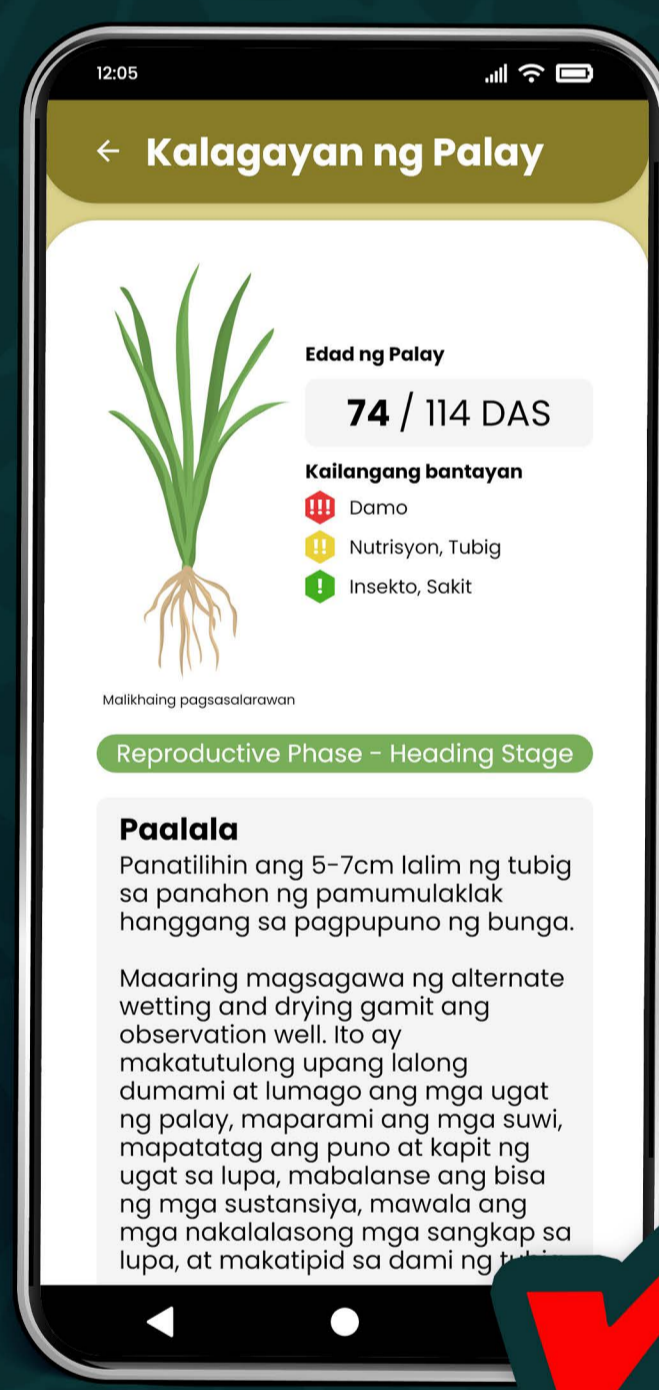 12:05
Kalagayan ng Palay
Edad ng Palay
74 / 114 DAS
Kailangang bantayan
!!! Damo
!! Nutrisyon, Tubig
! Insekto, Sakit
Malikhaing pagsasalarawan
Reproductive Phase - Heading Stage
Paalala
Panatilihin ang 5-7cm lalim ng tubig
sa panahon ng pamumulaklak
hanggang sa pagpupuno ng bunga.
Maaaring magsagawa ng alternate
wetting and drying gamit ang
observation well. Ito ay
makatutulong upang lalong
dumami at lumago ang mga ugat
ng palay, maparami ang mga suwi,
mapatatag ang puno at kapit ng
ugat sa lupa, mabalanse ang bisa
ng mga sustansiya, mawala ang
mga nakalalasong mga sangkap sa
lupa, at makatipid sa dami ng